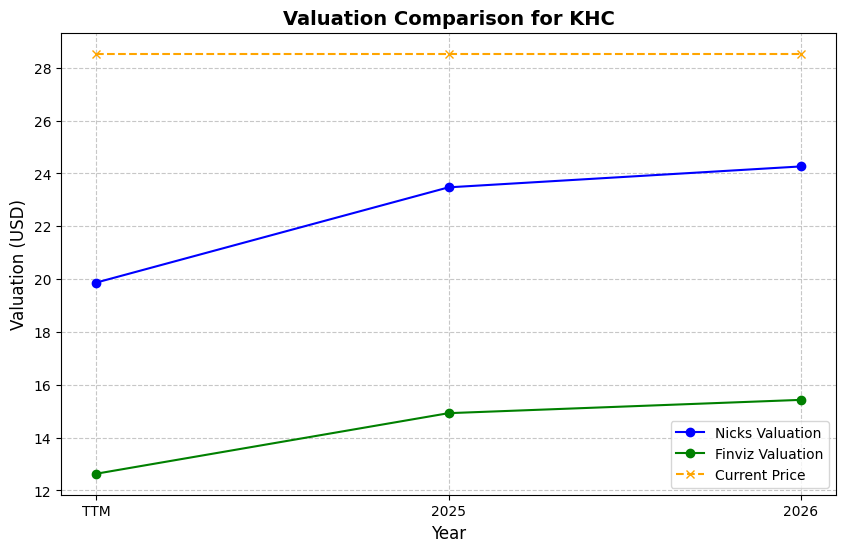 Valuation Comparison for KHC
Valuation (USD)
28
26
24
22
20
18
16
14
12
TTM
2025
2026
Year
Nicks Valuation
Finviz Valuation
Current Price